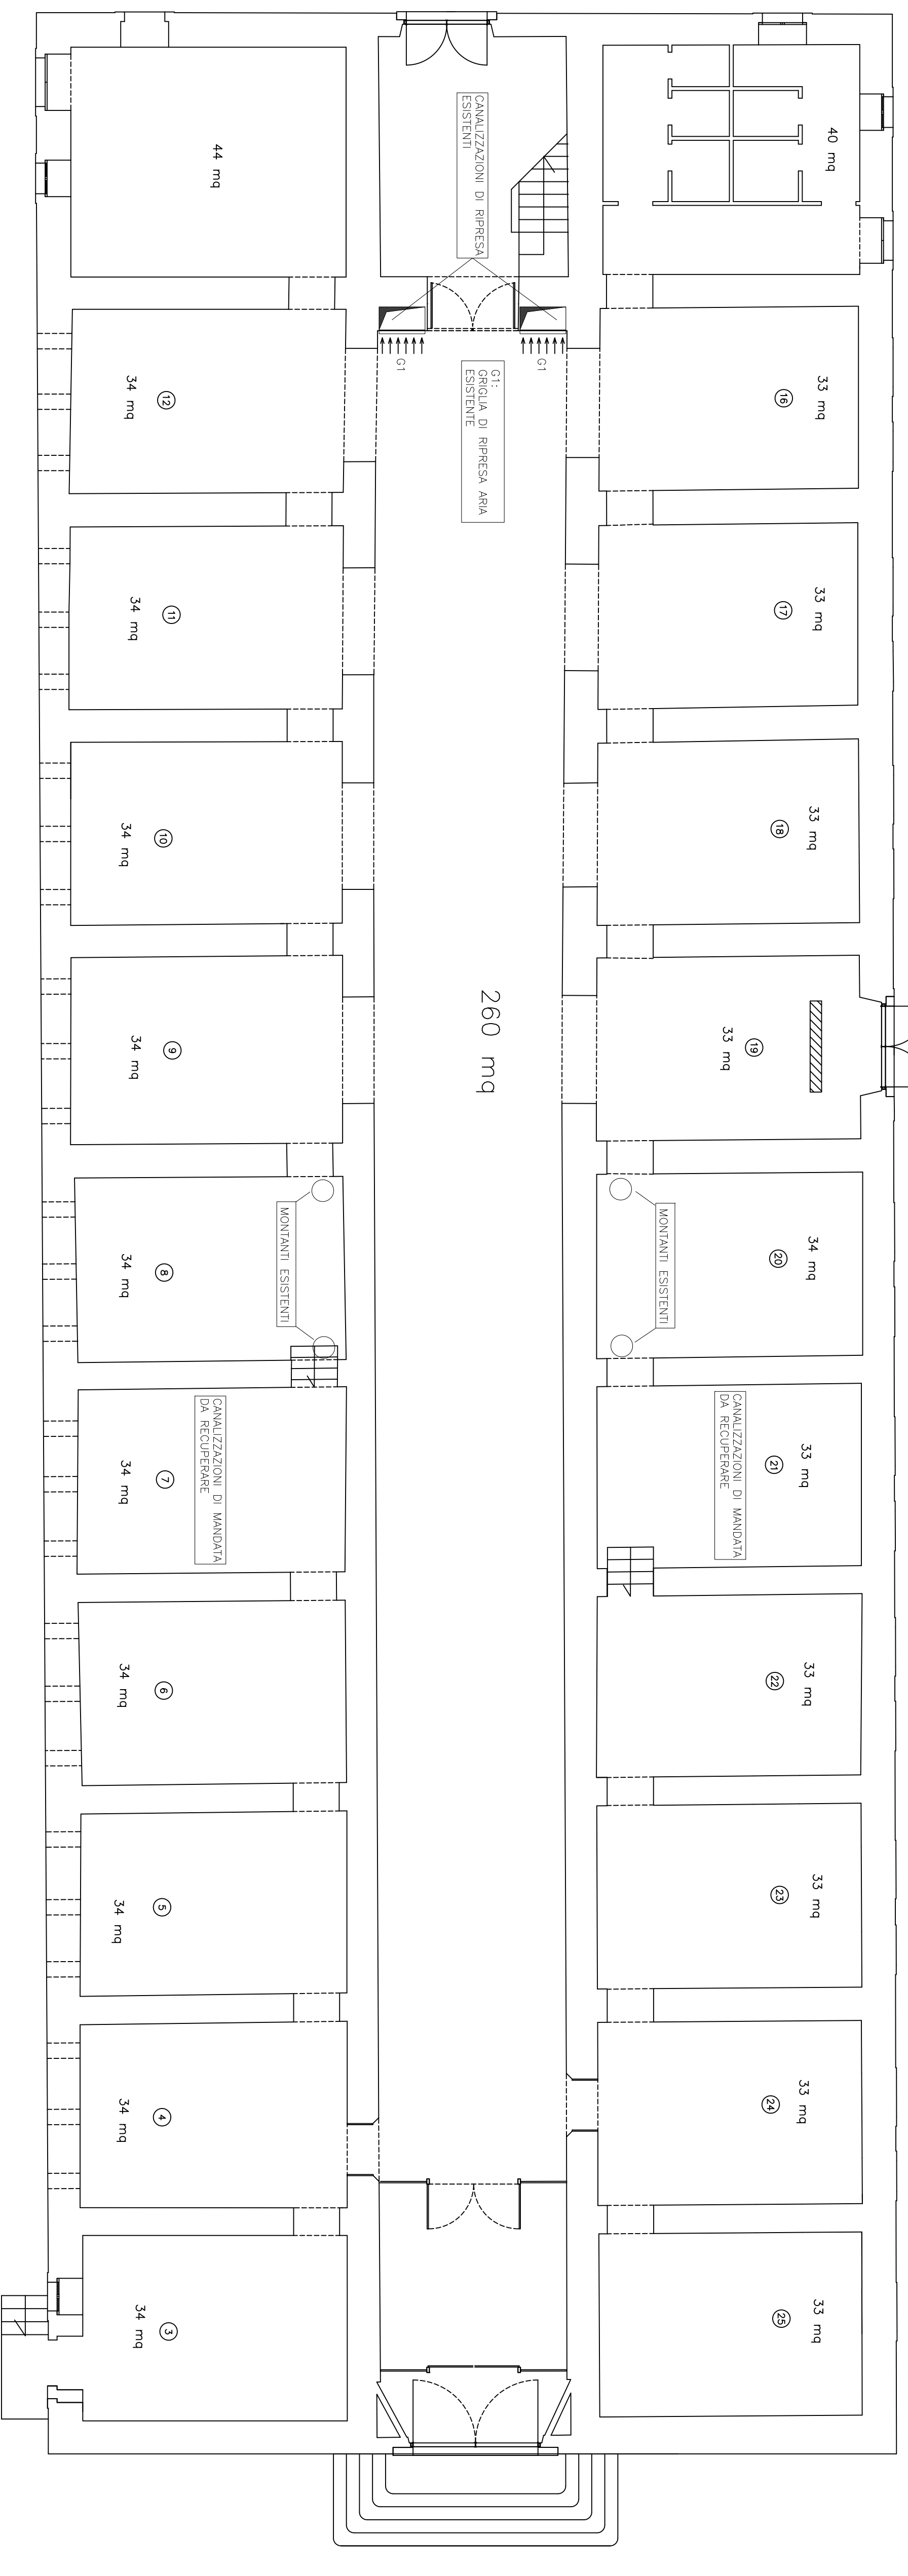 40 mq
44 mq
CANALIZZAZIONI DI RIPRESA
ESISTENTI
G1
G1
G1:
GRIGLIA DI RIPRESA ARIA
ESISTENTE
16
33 mq
12
34 mq
17
33 mq
11
34 mq
18
33 mq
10
34 mq
260 mq
19
33 mq
9
34 mq
20
34 mq
MONTANTI ESISTENTI
MONTANTI ESISTENTI
8
34 mq
21
33 mq
CANALIZZAZIONI DI MANDATA
DA RECUPERARE
CANALIZZAZIONI DI MANDATA
DA RECUPERARE
7
34 mq
22
33 mq
6
34 mq
23
33 mq
5
34 mq
24
33 mq
4
34 mq
25
33 mq
3
34 mq